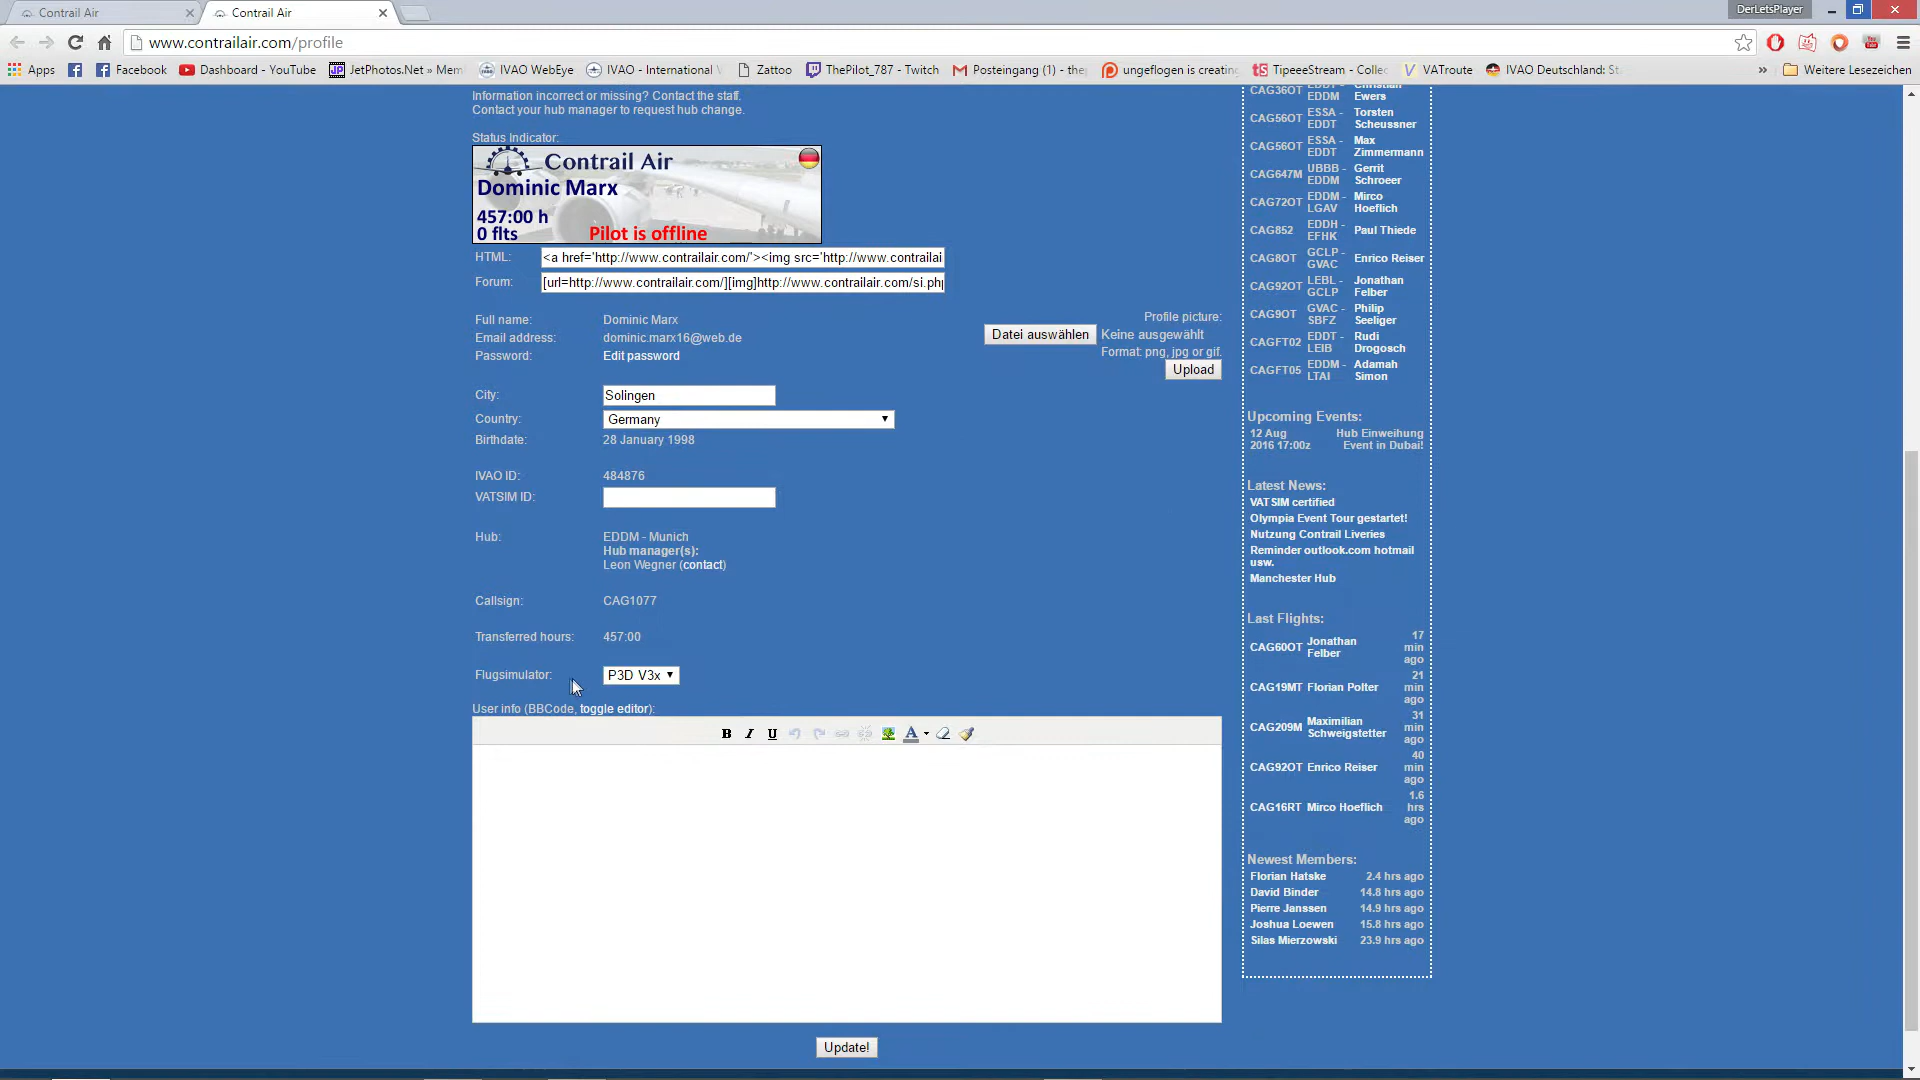 Contrail Air
Contrail Air
DerLetsPlayer
www.contrailair.com/profile
Apps
Facebook
Dashboard - YouTube
JetPhotos.Net » Mem
IVAO WebEye
IVAO - International V
Zattoo
ThePilot_787 - Twitch
Posteingang (1) - the
ungeflogen is creating
TipeeeStream - Collec
VATroute
IVAO Deutschland: St
»
Weitere Lesezeichen
Information incorrect or missing? Contact the staff.
Contact your hub manager to request hub change.
Status Indicator:
Contrail Air
Dominic Marx
457:00 h
0 flts
Pilot is offline
HTML: <a href='http://www.contrailair.com/'><img src='http://www.contrailai
Forum: [url=http://www.contrailair.com/][img]http://www.contrailair.com/si.php
Full name: Dominic Marx
Email address: dominic.marx16@web.de
Password: Edit password
Profile picture:
Datei auswählen Keine ausgewählt
Format: png, jpg or gif.
Upload
City: Solingen
Country: Germany
Birthdate: 28 January 1998
IVAO ID: 484876
VATSIM ID:
Hub: EDDM - Munich
Hub manager(s):
Leon Wegner (contact)
Callsign: CAG1077
Transferred hours: 457:00
Flugsimulator: P3D V3x
User info (BBCode, toggle editor):
B I U A
Update!
CAG36OT EDDT - EDDM Christian Ewers
CAG56OT ESSA - EDDT Torsten Scheussner
CAG56OT ESSA - EDDT Max Zimmermann
CAG647M UBBB - EDDM Gerrit Schroeer
CAG72OT EDDM - LGAV Mirco Hoeflich
CAG852 EDDH - EFHK Paul Thiede
CAG8OT GCLP - GVAC Enrico Reiser
CAG92OT LEBL - GCLP Jonathan Felber
CAG9OT GVAC - SBFZ Philip Seeliger
CAGFT02 EDDT - LEIB Rudi Drogosch
CAGFT05 EDDM - LTAI Adamah Simon
Upcoming Events:
12 Aug 2016 17:00z Hub Einweihung Event in Dubai!
Latest News:
VATSIM certified
Olympia Event Tour gestartet!
Nutzung Contrail Liveries
Reminder outlook.com hotmail
usw.
Manchester Hub
Last Flights:
CAG60OT Jonathan Felber 17 min ago
CAG19MT Florian Polter 21 min ago
CAG209M Maximilian Schweigstetter 31 min ago
CAG92OT Enrico Reiser 40 min ago
CAG16RT Mirco Hoeflich 1.6 hrs ago
Newest Members:
Florian Hatske 2.4 hrs ago
David Binder 14.8 hrs ago
Pierre Janssen 14.9 hrs ago
Joshua Loewen 15.8 hrs ago
Silas Mierzowski 23.9 hrs ago